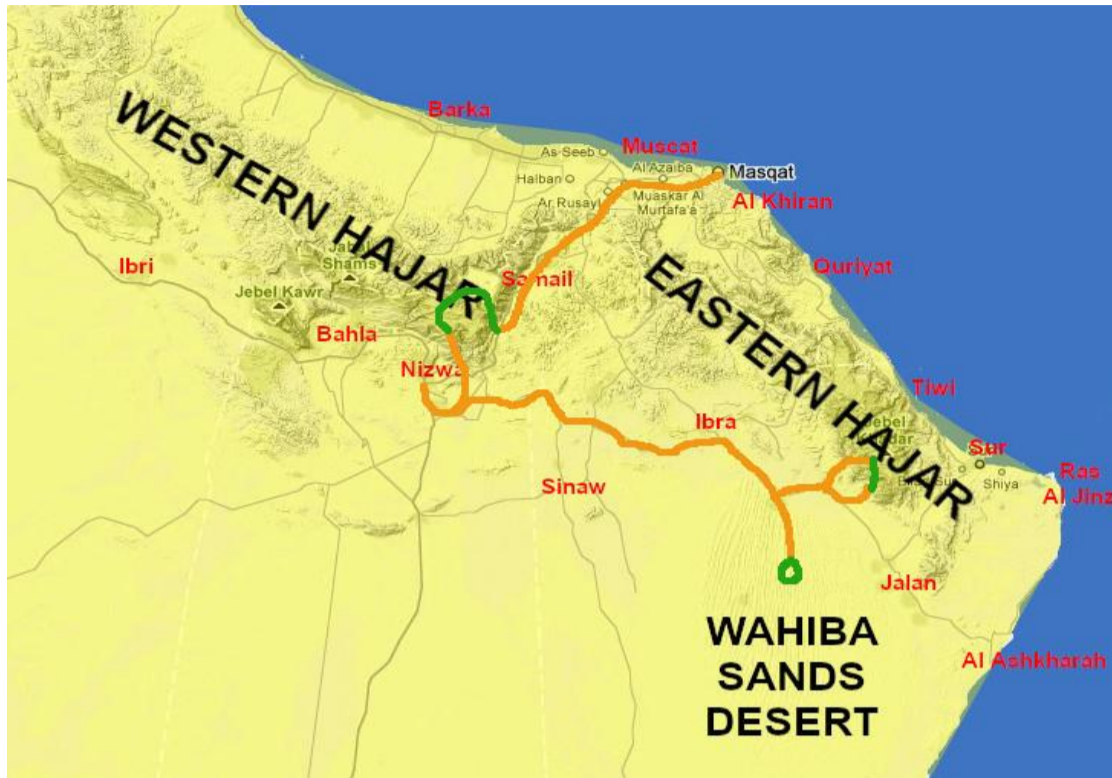 WESTERN HAJAR
Barka
Muscat
As Seeb
Al Azaiba
Masqat
Halban
Ar Rusayl
Muaskar Al
Murtafa'a
Al Khiran
EASTERN HAJAR
Quriyat
Ibri
Shams
Jebel Kawr
Samail
Bahla
Nizwa
Tiwi
Ibra
Jebel
Sur
Sinaw
Shiya
Ras
Al Jinz
Jalan
WAHIBA
SANDS
DESERT
Al Ashkharah